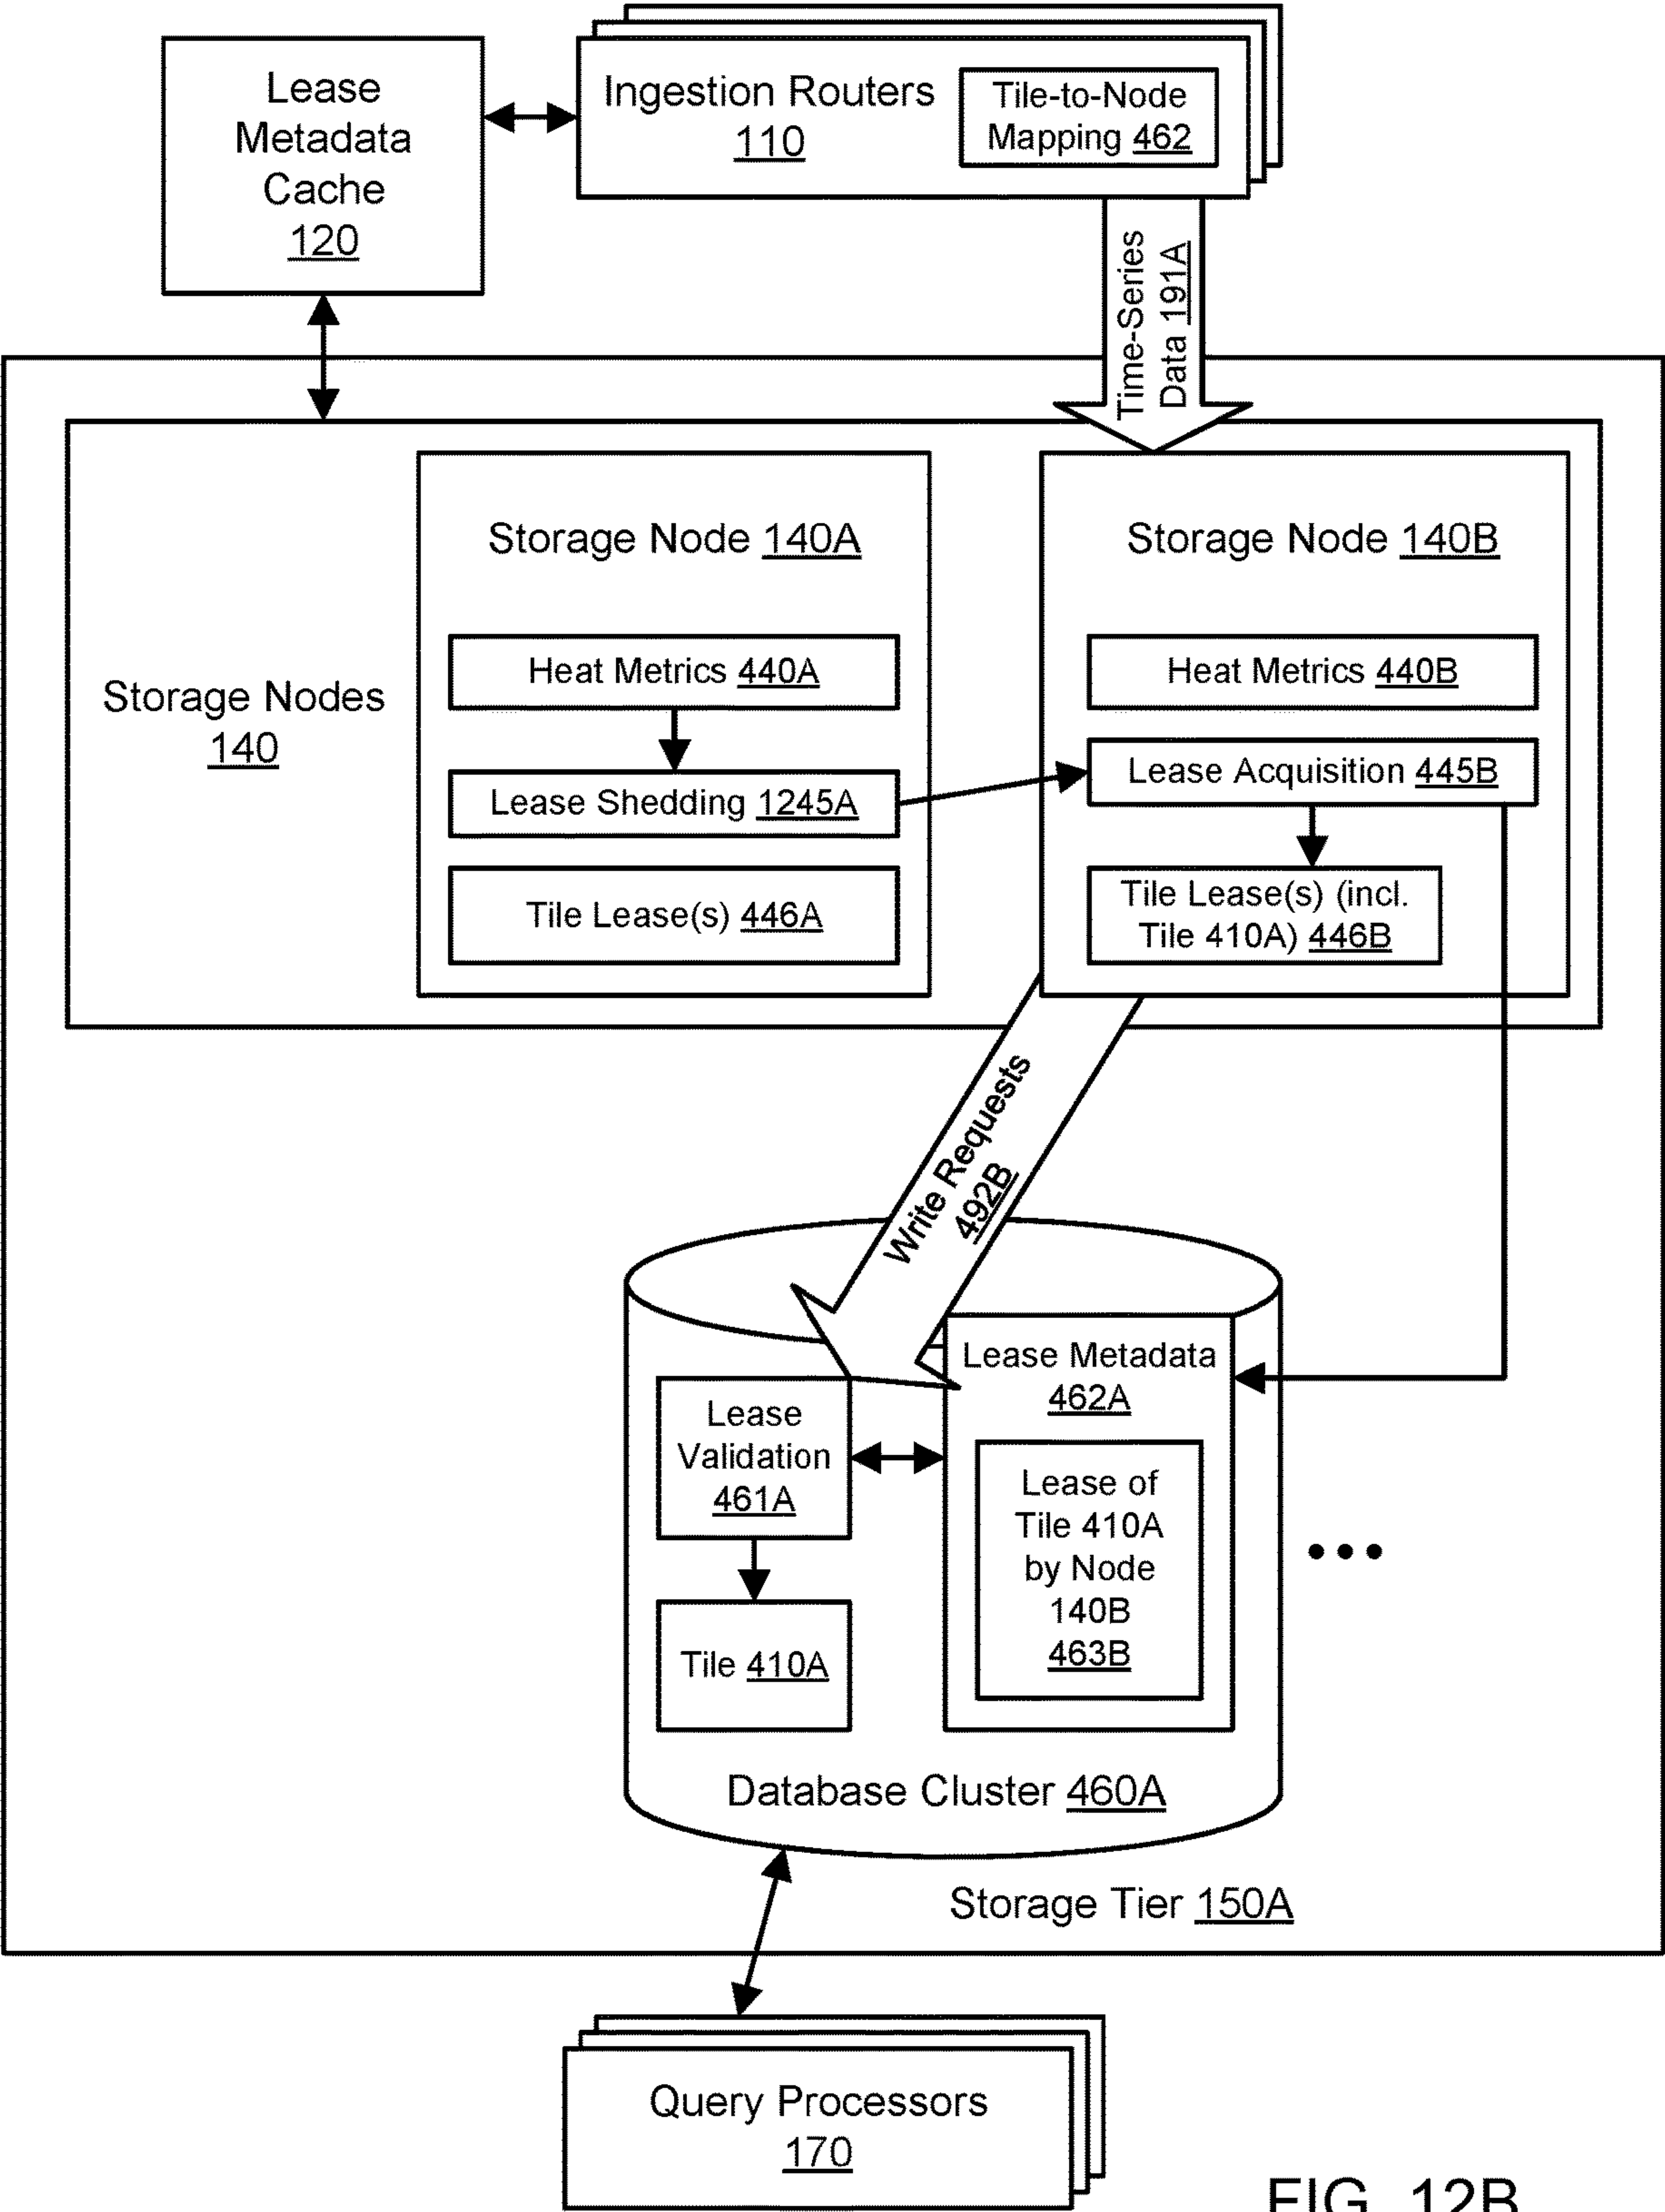 Lease
Metadata
Cache
120
Ingestion Routers
110
Tile-to-Node
Mapping 462
Time-Series
Data 191A
Storage Nodes
140
Storage Node 140A
Heat Metrics 440A
Lease Shedding 1245A
Tile Lease(s) 446A
Storage Node 140B
Heat Metrics 440B
Lease Acquisition 445B
Tile Lease(s) (incl.
Tile 410A) 446B
Write Requests
492B
Lease
Validation
461A
Tile 410A
Lease Metadata
462A
Lease of
Tile 410A
by Node
140B
463B
Database Cluster 460A
Storage Tier 150A
Query Processors
170
FIG. 12B